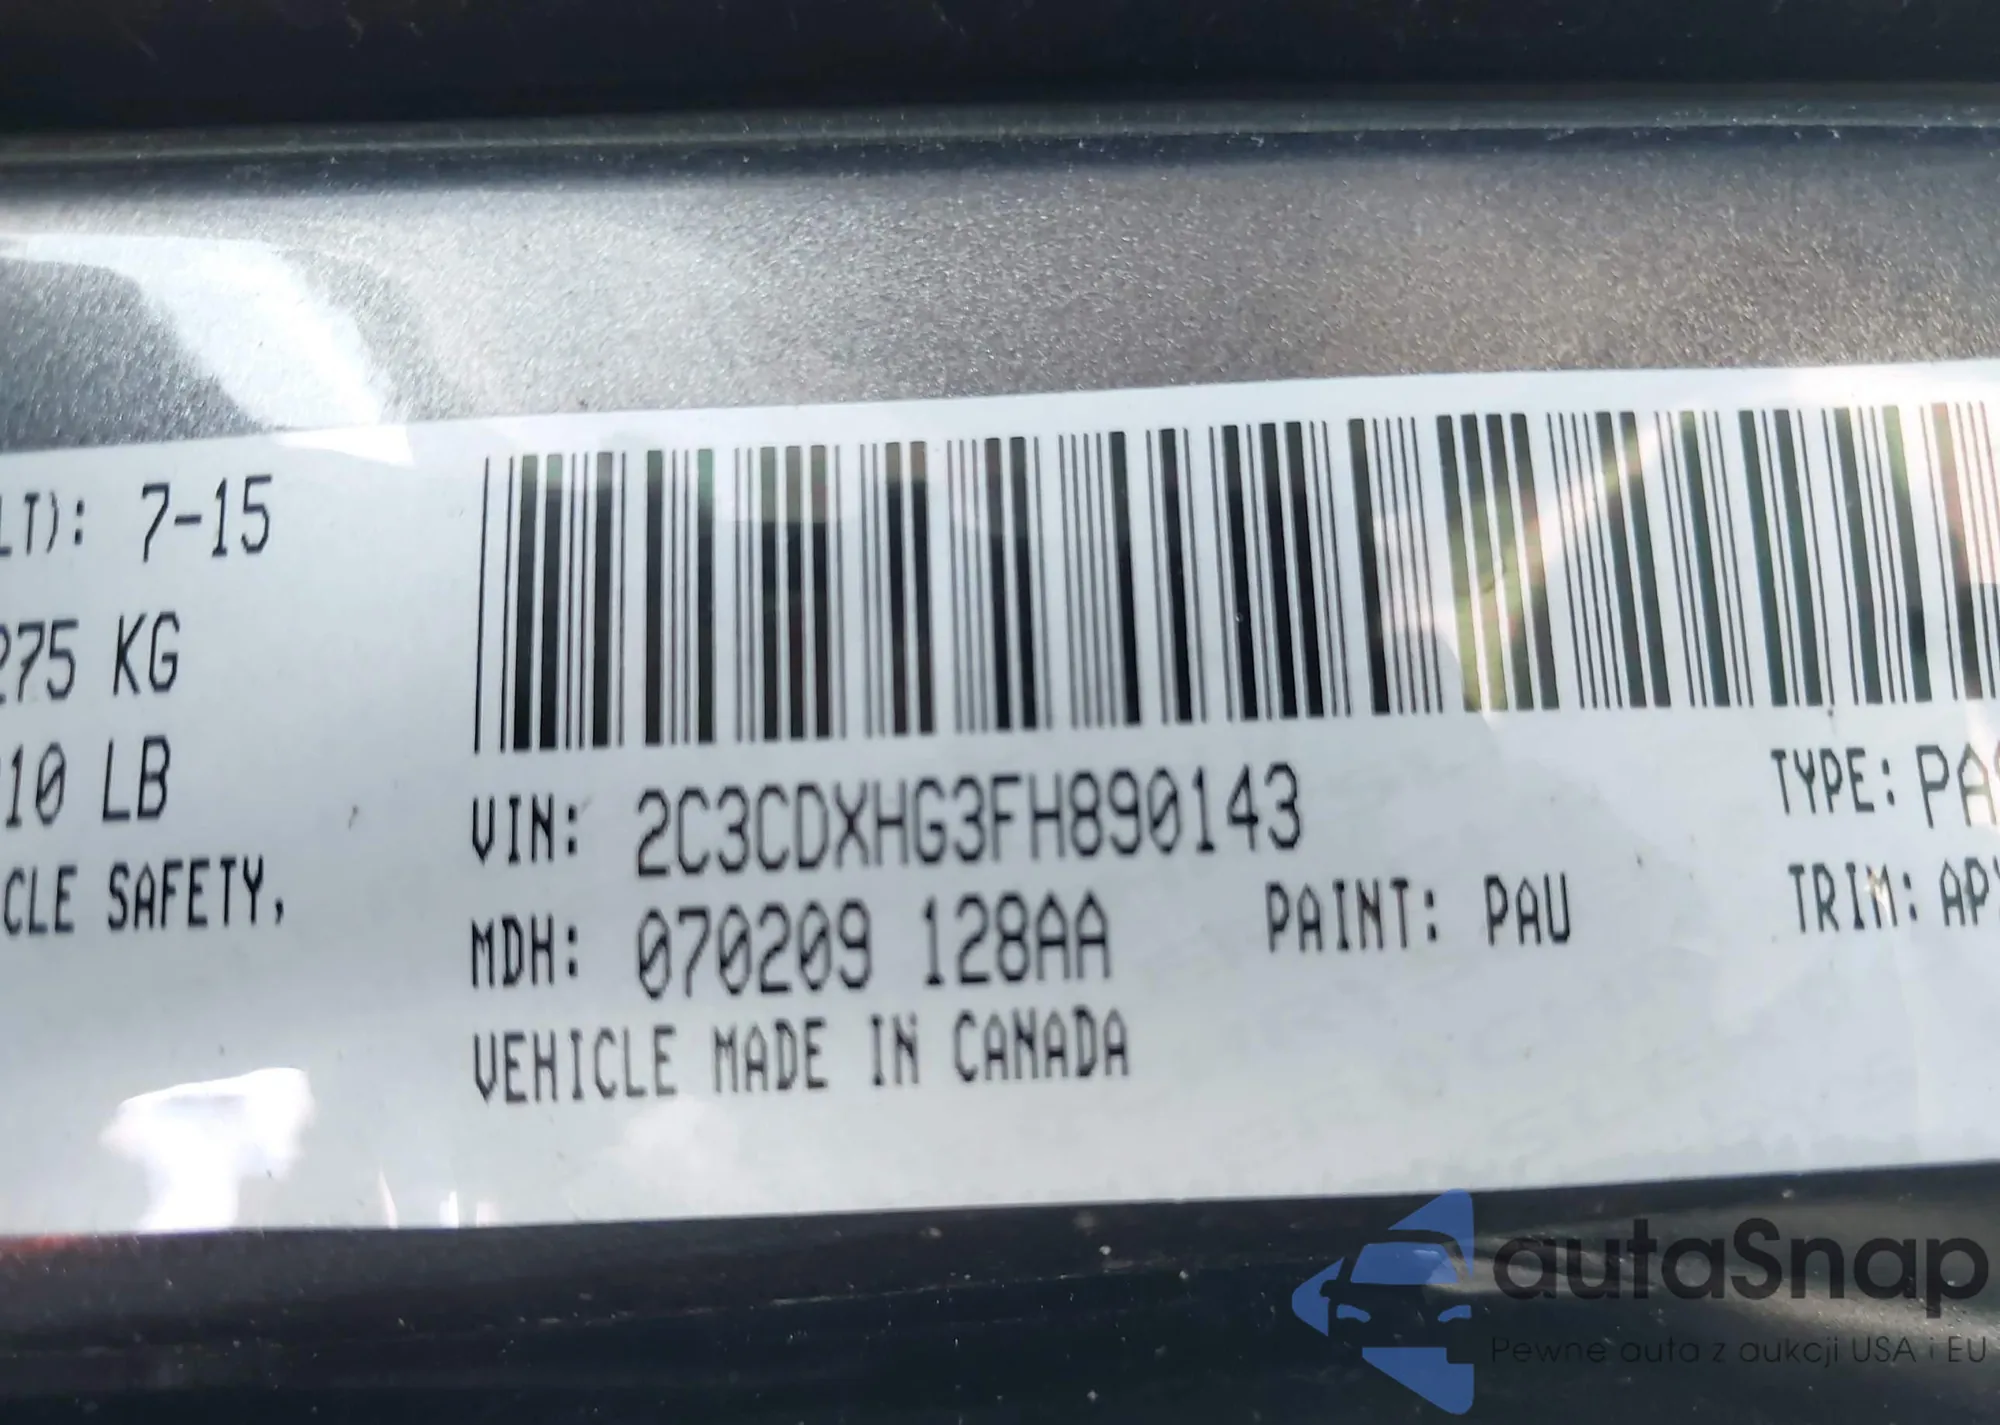 LT): 7-15
275 KG
10 LB
CLE SAFETY,
VIN: 2C3CDXHG3FH890143
TYPE: PAS
MDH: 070209 128AA
PAINT: PAU
TRIM: AP
VEHICLE MADE IN CANADA
autaSnap
Pewne auta z aukcji USA i EU